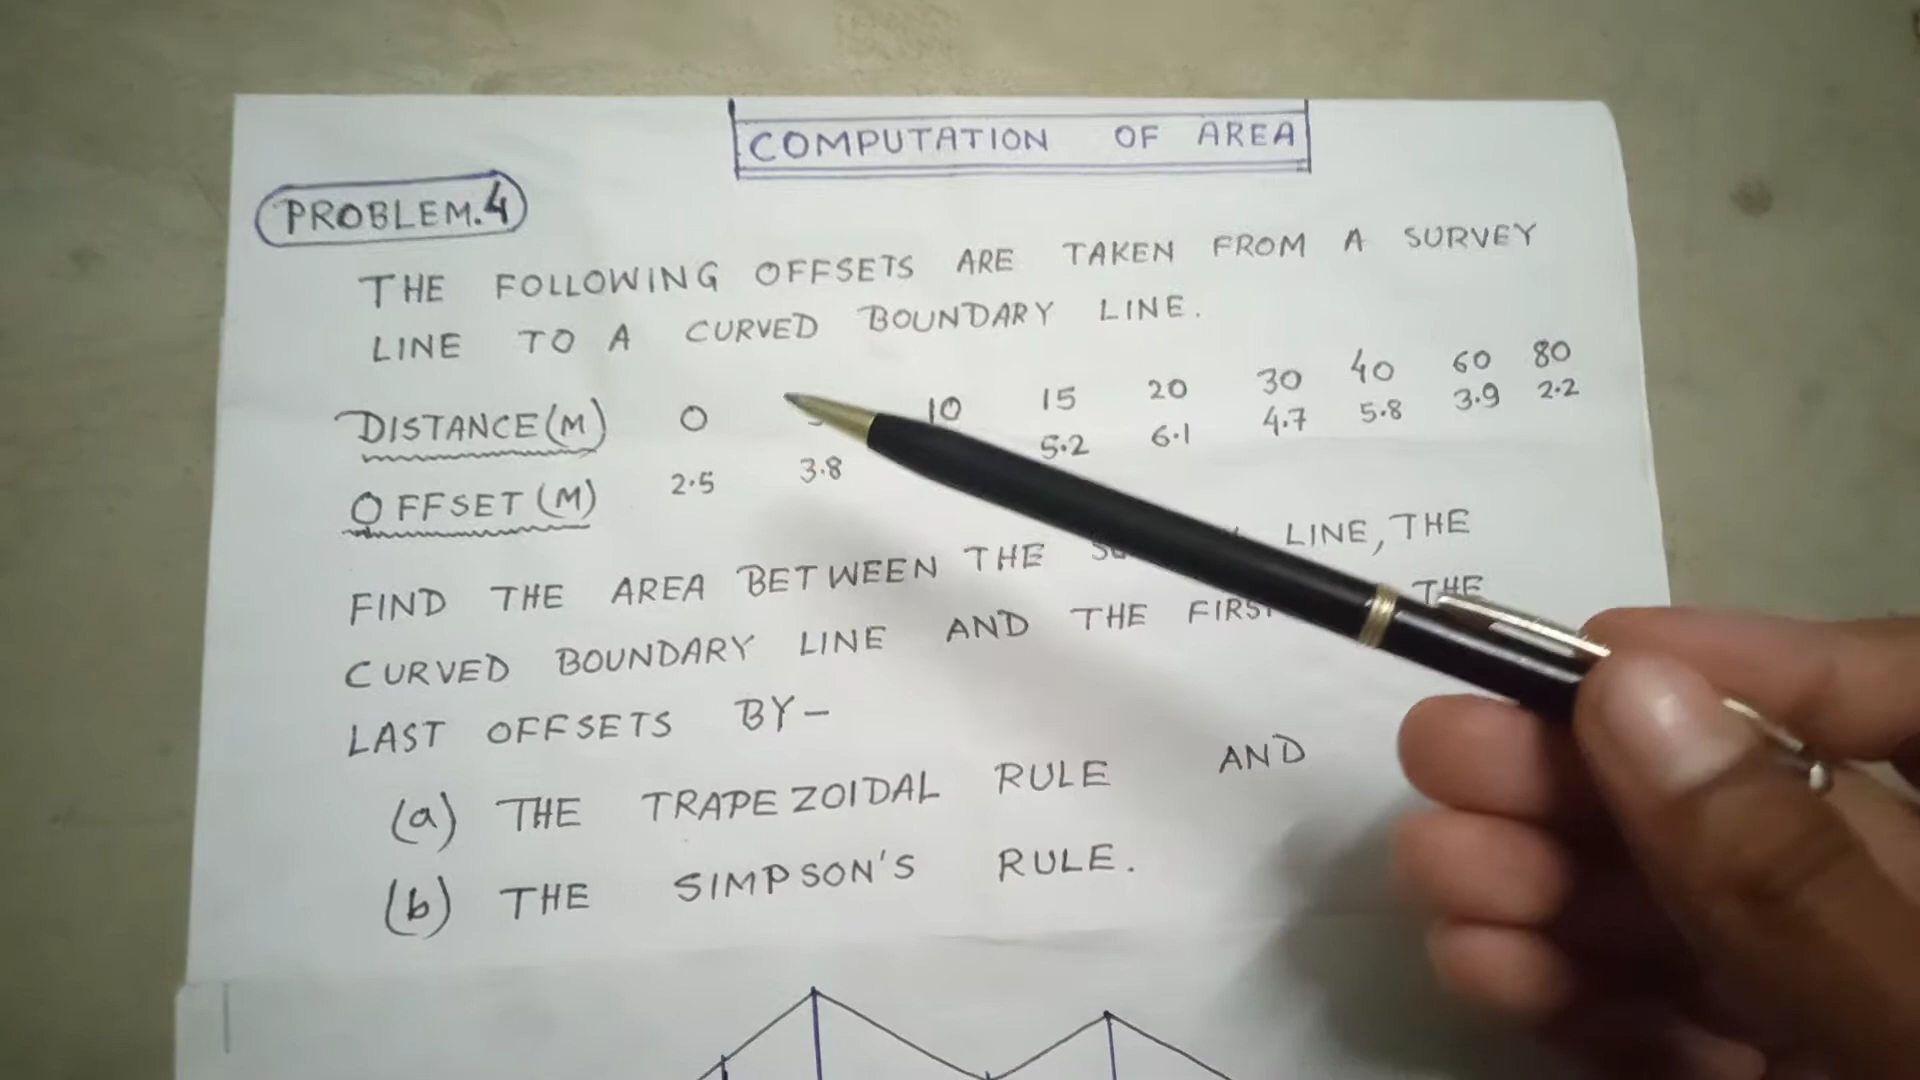 COMPUTATION OF AREA
PROBLEM.4
THE FOLLOWING OFFSETS ARE TAKEN FROM A SURVEY
LINE TO A CURVED BOUNDARY LINE.
DISTANCE(M) 0 10 15 20 30 40 60 80
OFFSET(M) 2.5 3.8 5.2 6.1 4.7 5.8 3.9 2.2
FIND THE AREA BETWEEN THE LINE, THE
CURVED BOUNDARY LINE AND THE FIRST THE
LAST OFFSETS BY-
(a) THE TRAPEZOIDAL RULE AND
(b) THE SIMPSON'S RULE.